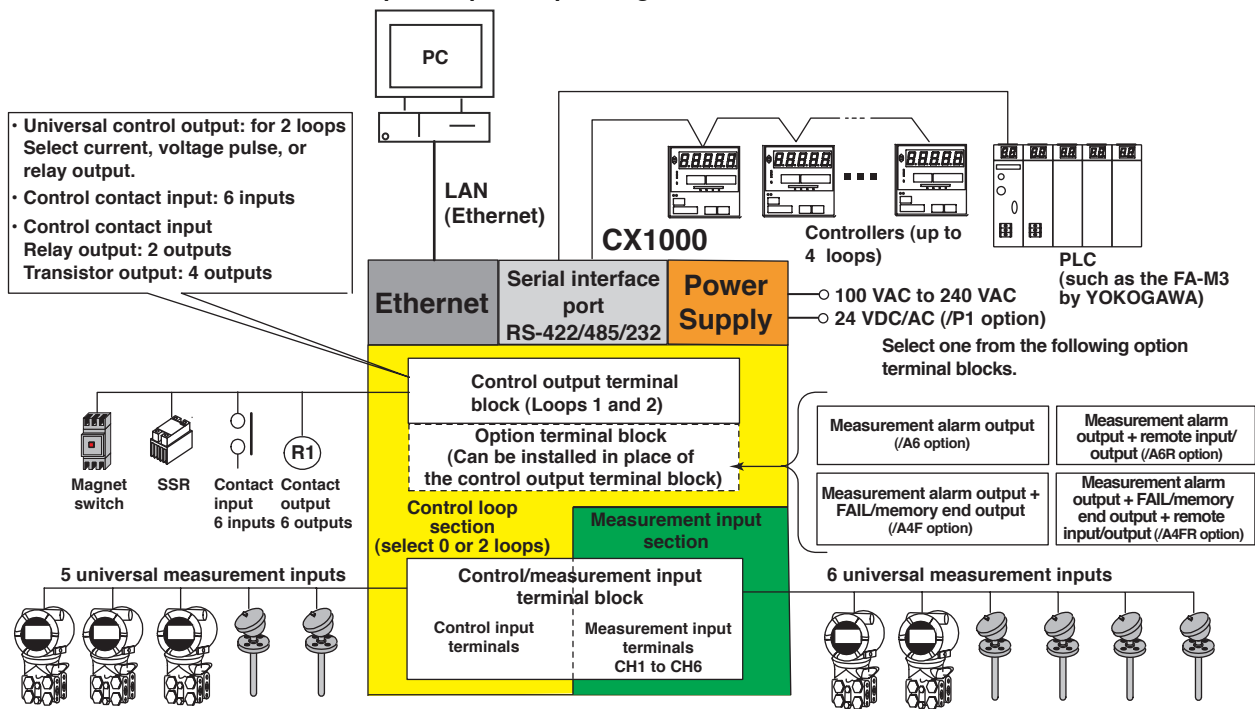 PC
· Universal control output: for 2 loops
Select current, voltage pulse, or
relay output.
· Control contact input: 6 inputs
· Control contact input
Relay output: 2 outputs
Transistor output: 4 outputs
LAN
(Ethernet)
CX1000
Controllers (up to
4 loops)
PLC
(such as the FA-M3
by YOKOGAWA)
Ethernet
Serial interface
port
RS-422/485/232
Power
Supply
100 VAC to 240 VAC
24 VDC/AC (/P1 option)
Select one from the following option
terminal blocks.
Control output terminal
block (Loops 1 and 2)
Option terminal block
(Can be installed in place of
the control output terminal block)
Measurement alarm output
(/A6 option)
Measurement alarm
output + remote input/
output (/A6R option)
Measurement alarm output +
FAIL/memory end output
(/A4F option)
Measurement alarm
output + FAIL/memory
end output + remote
input/output (/A4FR option)
Magnet
switch
SSR
Contact
input
6 inputs
R1
Contact
output
6 outputs
Control loop
section
(select 0 or 2 loops)
Measurement input
section
5 universal measurement inputs
Control/measurement input
terminal block
Control input
terminals
Measurement input
terminals
CH1 to CH6
6 universal measurement inputs